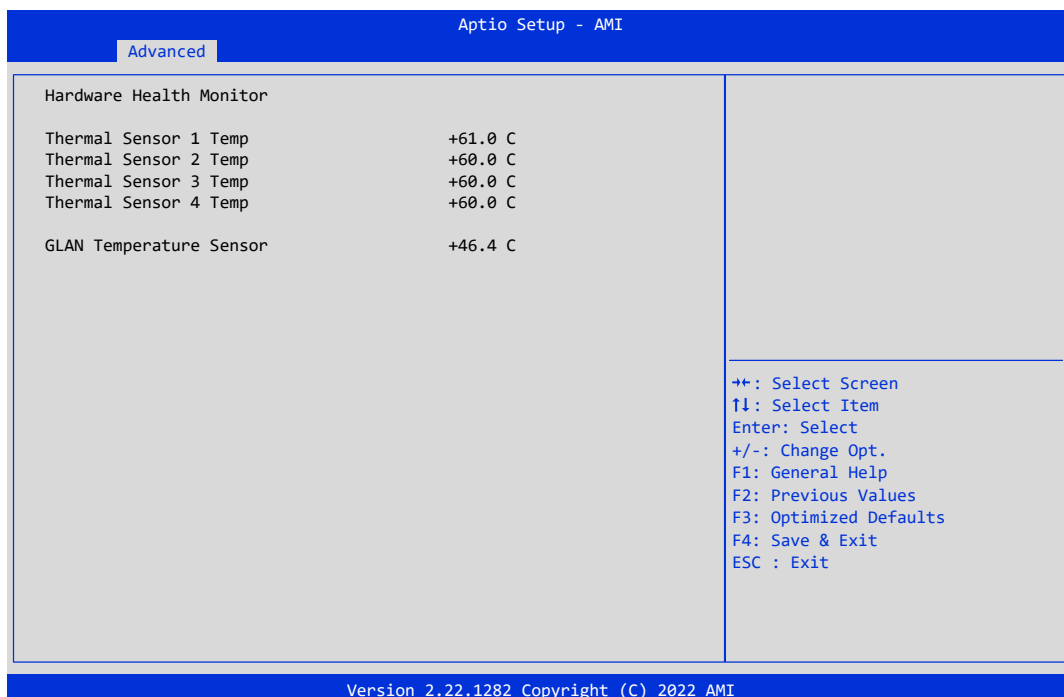 Aptio Setup - AMI
Advanced
Hardware Health Monitor
Thermal Sensor 1 Temp +61.0 C
Thermal Sensor 2 Temp +60.0 C
Thermal Sensor 3 Temp +60.0 C
Thermal Sensor 4 Temp +60.0 C
GLAN Temperature Sensor +46.4 C
→←: Select Screen
↑↓: Select Item
Enter: Select
+/-: Change Opt.
F1: General Help
F2: Previous Values
F3: Optimized Defaults
F4: Save & Exit
ESC : Exit
Version 2.22.1282 Copyright (C) 2022 AMI